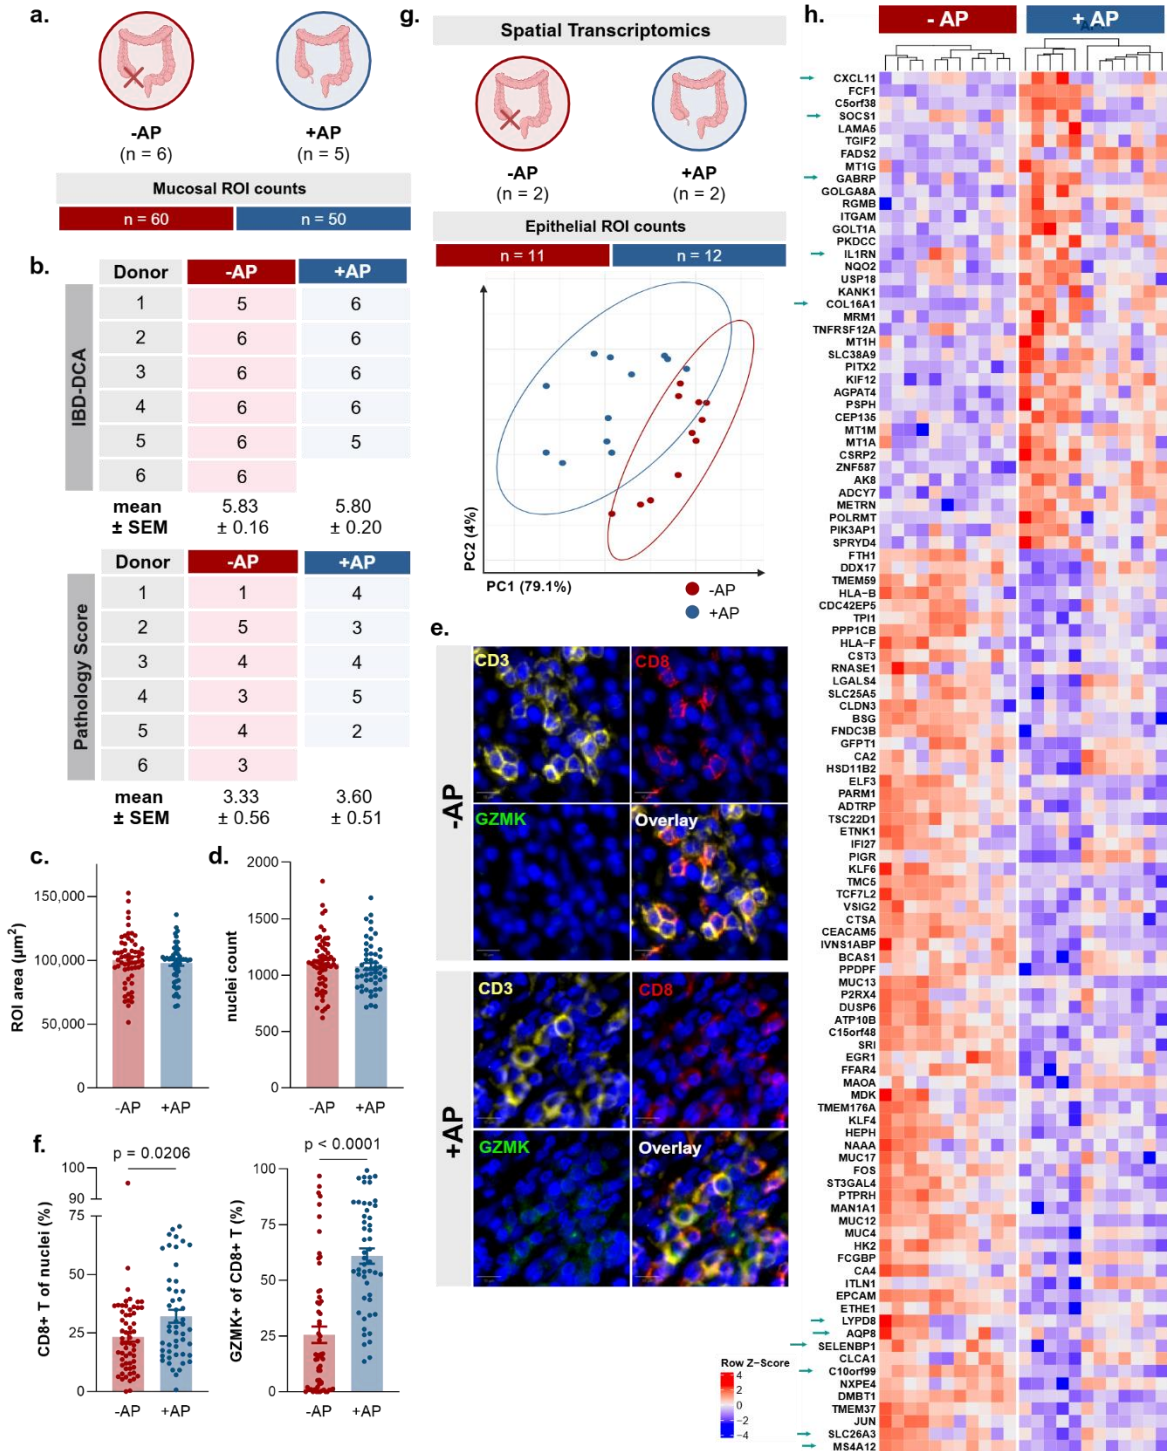 a.
-AP
+AP
(n = 6)
(n = 5)
Mucosal ROI counts
n = 60
n = 50
b.
IBD-DCA
Donor -AP +AP
1 5 6
2 6 6
3 6 6
4 6 6
5 6 5
6 6
mean 5.83 5.80
± SEM ± 0.16 ± 0.20
Pathology Score
Donor -AP +AP
1 1 4
2 5 3
3 4 4
4 3 5
5 4 2
6 3
mean 3.33 3.60
± SEM ± 0.56 ± 0.51
c.
ROI area (µm²)
150,000
100,000
50,000
0
-AP +AP
d.
nuclei count
2000
1500
1000
500
0
-AP +AP
f.
p = 0.0206
CD8+ T of nuclei (%)
100
90
75
50
25
0
-AP +AP
p < 0.0001
GZMK+ of CD8+ T (%)
100
75
50
25
0
-AP +AP
g.
Spatial Transcriptomics
-AP
+AP
(n = 2)
(n = 2)
Epithelial ROI counts
n = 11
n = 12
PC2 (4%)
PC1 (79.1%)
-AP
+AP
e.
-AP
CD3
CD8
GZMK
Overlay
+AP
CD3
CD8
GZMK
Overlay
h.
- AP
+ AP
CXCL11
FCF1
C5orf38
SOCS1
LAMA5
TGIF2
FADS2
MT1G
GABRP
GOLGA8A
RGMB
ITGAM
GOLT1A
PKDCC
IL1RN
NQO2
USP18
KANK1
COL16A1
MRM1
TNFRSF12A
MT1H
SLC38A9
PITX2
KIF12
AGPAT4
PSPH
CEP135
MT1M
MT1A
CSRP2
ZNF587
AK8
ADCY7
METRN
POLRMT
PIK3AP1
SPRYD4
FTH1
DDX17
TMEM59
HLA-B
CDC42EP5
TPI1
PPP1CB
HLA-F
CST3
RNASE1
LGALS4
SLC25A5
CLDN3
BSG
FNDC3B
GFPT1
CA2
HSD11B2
ELF3
PARM1
ADTRP
TSC22D1
ETNK1
IFI27
PIGR
KLF6
TMC5
TCF7L2
VSIG2
CTSA
CEACAM5
IVNS1ABP
BCAS1
PPDPF
MUC13
P2RX4
DUSP6
ATP10B
C15orf48
SRI
EGR1
FFAR4
MAOA
MDK
TMEM176A
KLF4
HEPH
NAAA
MUC17
FOS
ST3GAL4
PTPRH
MAN1A1
MUC12
MUC4
HK2
FCGBP
CA4
ITLN1
EPCAM
ETHE1
LYPD8
AQP8
SELENBP1
CLCA1
C10orf99
NXPE4
DMBT1
TMEM37
JUN
SLC26A3
MS4A12
Row Z-Score
4
2
0
−2
−4